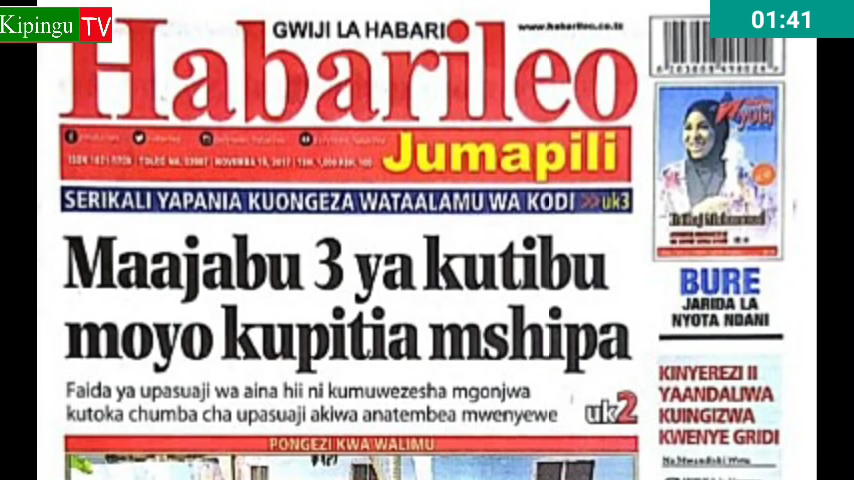 Kipingu TV
01:41
GWIJI LA HABARI
www.habarileo.co.tz
Habarileo
Jumapili
SERIKALI YAPANIA KUONGEZA WATAALAMU WA KODI >>uk3
Maajabu 3 ya kutibu
moyo kupitia mshipa
Faida ya upasuaji wa aina hii ni kumuwezesha mgonjwa
kutoka chumba cha upasuaji akiwa anatembea mwenyewe
uk2
PONGEZI KWA WALIMU
BURE
JARIDA LA
NYOTA NDANI
KINYEREZI II
YAANDALIWA
KUINGIZWA
KWENYE GRIDI
Na Mwandishi Wetu